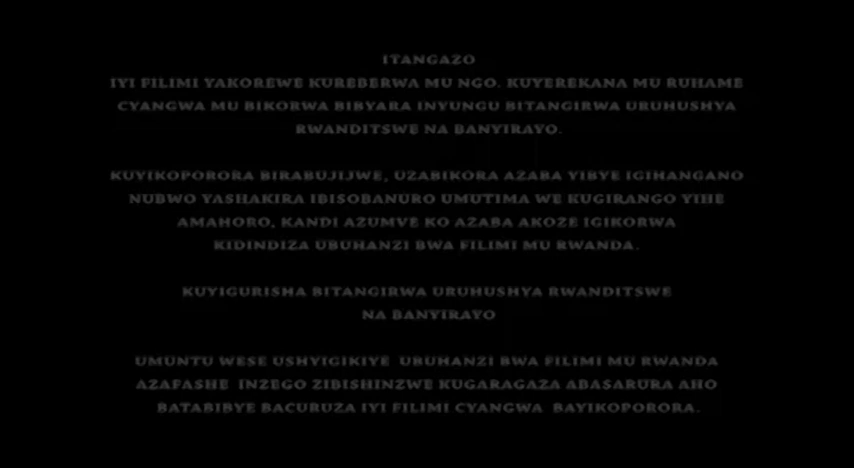 ITANGAZO
IYI FILIMI YAKOREWE KUREBERWA MU NGO. KUYEREKANA MU RUHAME
CYANGWA MU BIKORWA BIBYARA INYUNGU BITANGIRWA URUHUSHYA
RWANDITSWE NA BANYIRAYO.
KUYIKOPORORA BIRABUJIJWE, UZABIKORA AZABA YIBYE IGIHANGANO
NUBWO YASHAKIRA IBISOBANURO UMUTIMA WE KUGIRANGO YIHE
AMAHORO, KANDI AZUMVE KO AZABA AKOZE IGIKORWA
KIDINDIZA UBUHANZI BWA FILIMI MU RWANDA.
KUYIGURISHA BITANGIRWA URUHUSHYA RWANDITSWE
NA BANYIRAYO
UMUNTU WESE USHYIGIKIYE UBUHANZI BWA FILIMI MU RWANDA
AZAFASHE INZEGO ZIBISHINZWE KUGARAGAZA ABASARURA AHO
BATABIBYE BACURUZA IYI FILIMI CYANGWA BAYIKOPORORA.